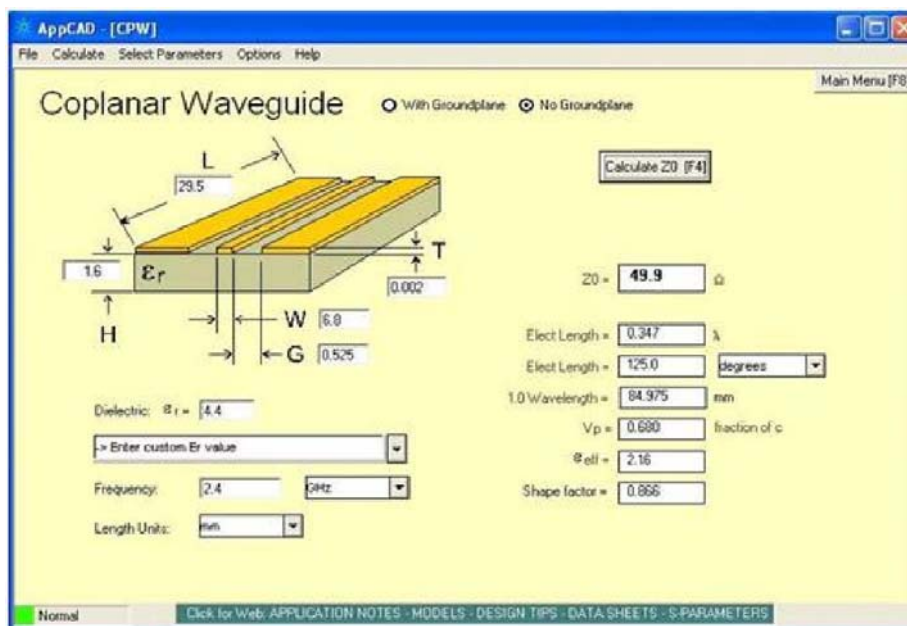 AppCAD - [CPW]
File Calculate Select Parameters Options Help
Main Menu [F8]
Coplanar Waveguide With Groundplane No Groundplane
L
29.5
Calculate Z0 [F4]
T
1.6
εr
0.002
H
W 6.8
G 0.525
Z0 = 49.9 Ω
Elect Length = 0.347 λ
Elect Length = 125.0 degrees
1.0 Wavelength = 84.975 mm
Vp = 0.680 fraction of c
εeff = 2.16
Shape factor = 0.866
Dielectric: εr = 4.4
-> Enter custom Er value
Frequency: 2.4 GHz
Length Units: mm
Normal
Click for Web: APPLICATION NOTES - MODELS - DESIGN TIPS - DATA SHEETS - S-PARAMETERS